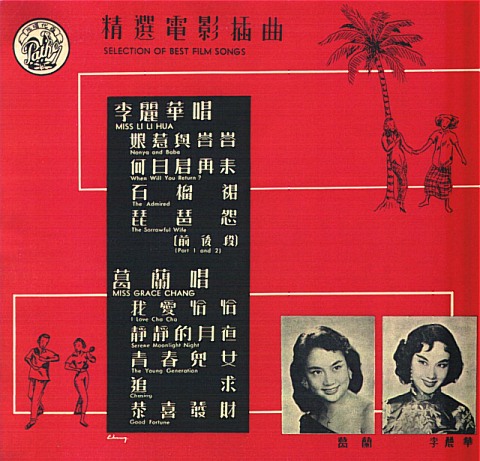 Pathé
精選電影插曲
SELECTION OF BEST FILM SONGS
李麗華唱
MISS LI LI HUA
娘惹與峇峇
Nonya and Baba
何日君再来
When Will You Return?
石榴裙
The Admired
琵琶怨
The Sorrowful Wife
(前後段)
(Part 1 and 2)
葛蘭唱
MISS GRACE CHANG
我愛恰恰
I Love Cha Cha
靜靜的月夜
Serene Moonlight Night
青春兒女
The Young Generation
追求
恭喜發財
Good Fortune
葛蘭
李麗華